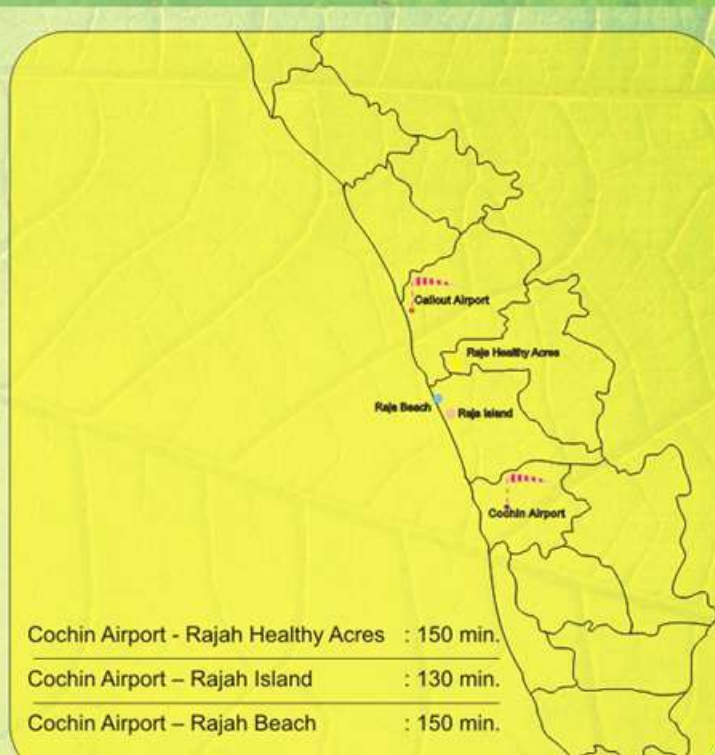 Calicut Airport
Raja Healthy Acres
Raja Beach
Raja Island
Cochin Airport
Cochin Airport - Rajah Healthy Acres : 150 min.
Cochin Airport – Rajah Island : 130 min.
Cochin Airport – Rajah Beach : 150 min.